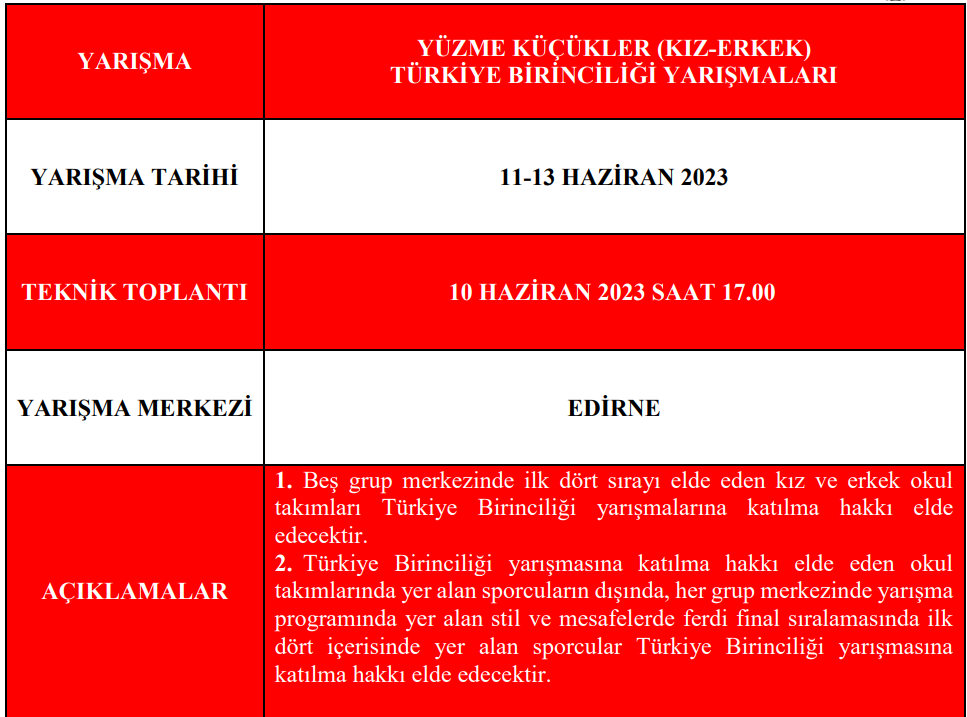 YARIŞMA
YÜZME KÜÇÜKLER (KIZ-ERKEK)
TÜRKİYE BİRİNCİLİĞİ YARIŞMALARI
YARIŞMA TARİHİ
11-13 HAZİRAN 2023
TEKNİK TOPLANTI
10 HAZİRAN 2023 SAAT 17.00
YARIŞMA MERKEZİ
EDİRNE
AÇIKLAMALAR
1. Beş grup merkezinde ilk dört sırayı elde eden kız ve erkek okul
takımları Türkiye Birinciliği yarışmalarına katılma hakkı elde
edecektir.
2. Türkiye Birinciliği yarışmasına katılma hakkı elde eden okul
takımlarında yer alan sporcuların dışında, her grup merkezinde yarışma
programında yer alan stil ve mesafelerde ferdi final sıralamasında ilk
dört içerisinde yer alan sporcular Türkiye Birinciliği yarışmasına
katılma hakkı elde edecektir.